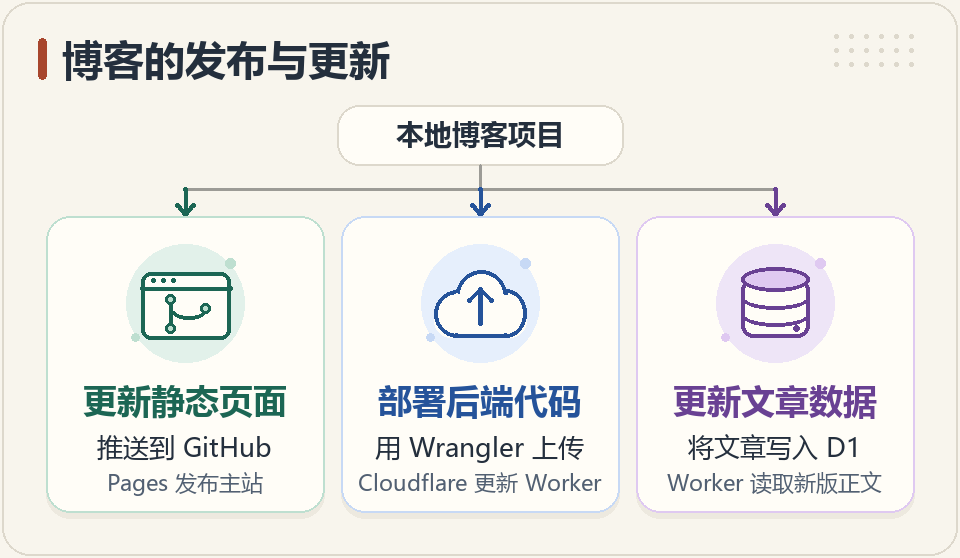 博客的发布与更新
本地博客项目
更新静态页面
推送到 GitHub
Pages 发布主站
部署后端代码
用 Wrangler 上传
Cloudflare 更新 Worker
更新文章数据
将文章写入 D1
Worker 读取新版正文